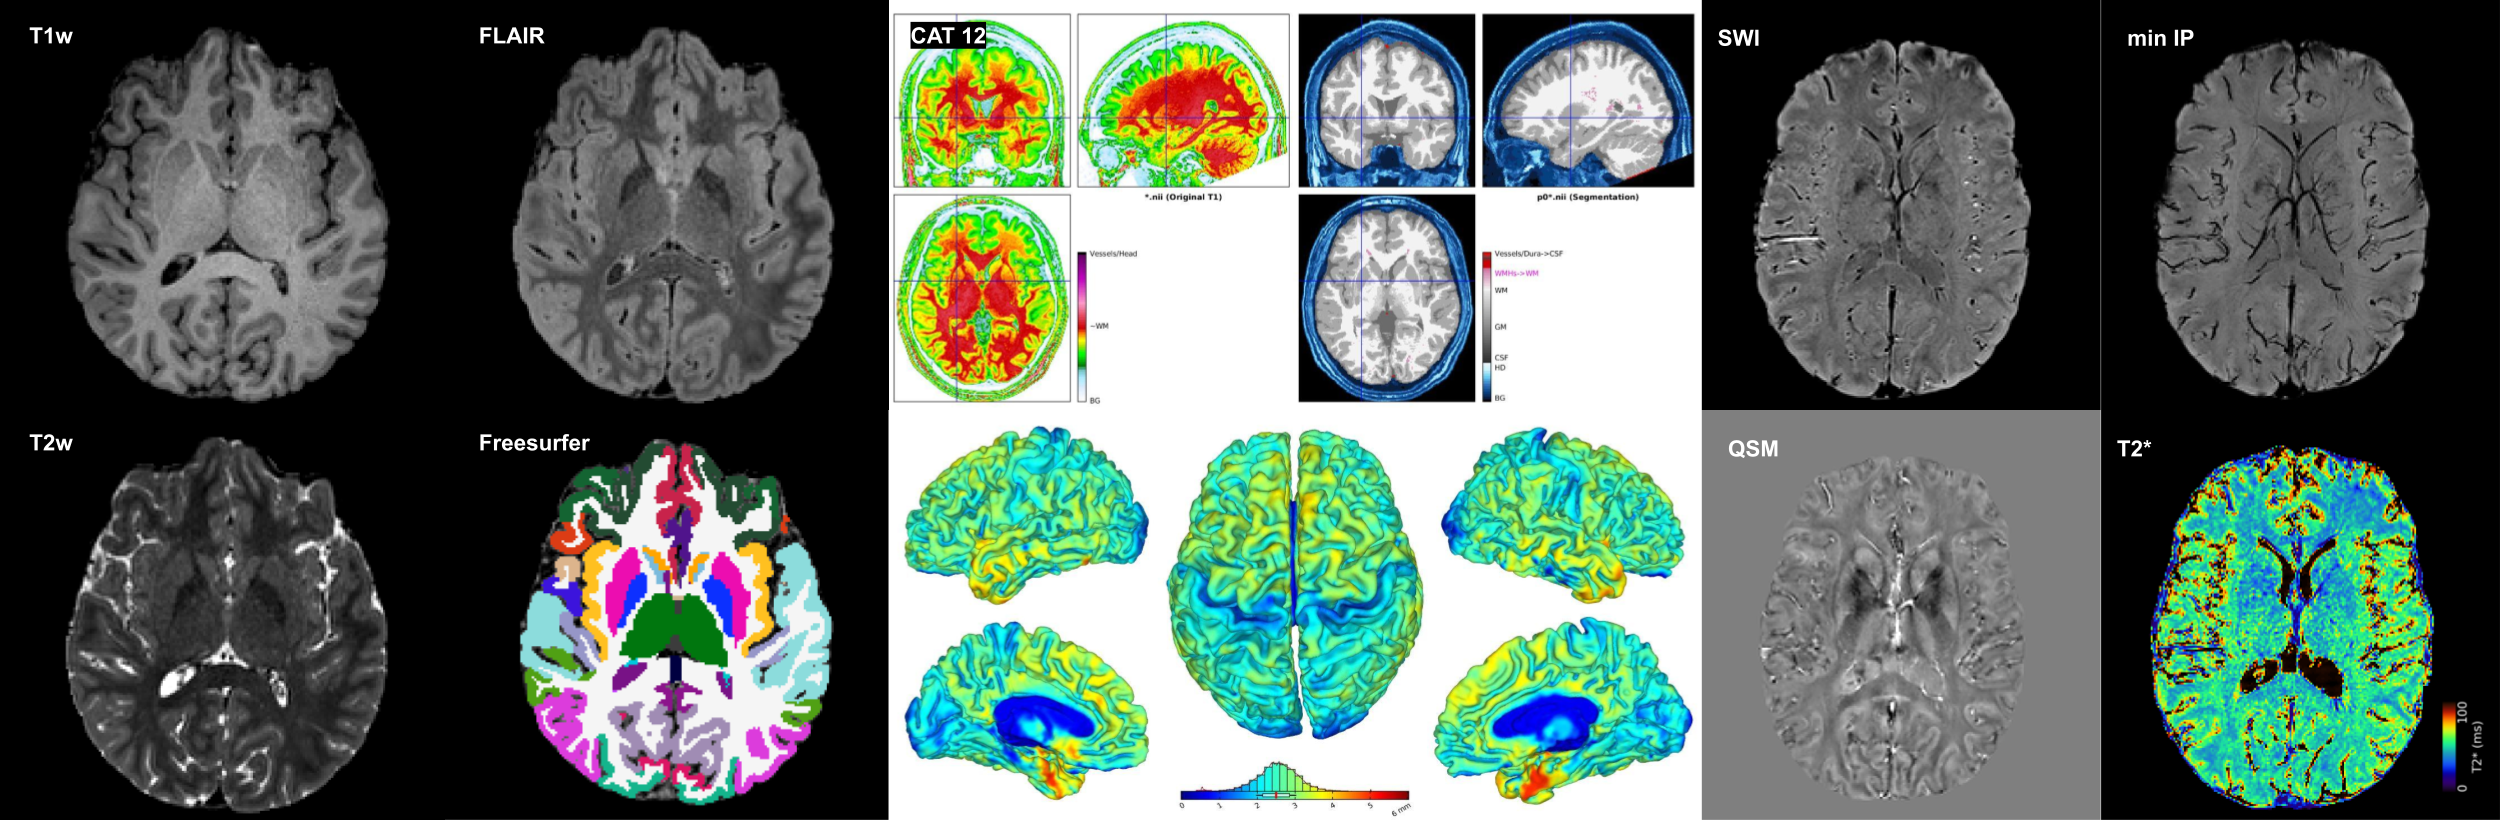 T1w
FLAIR
CAT 12
*.nii (Original T1)
Vessels/Head
~WM
BG
p0*.nii (Segmentation)
Vessels/Dura->CSF
WMHs->WM
WM
GM
CSF
HD
BG
SWI
min IP
T2w
Freesurfer
0 1 2 3 4 5 6 mm
QSM
T2*
100
T2* (ms)
0